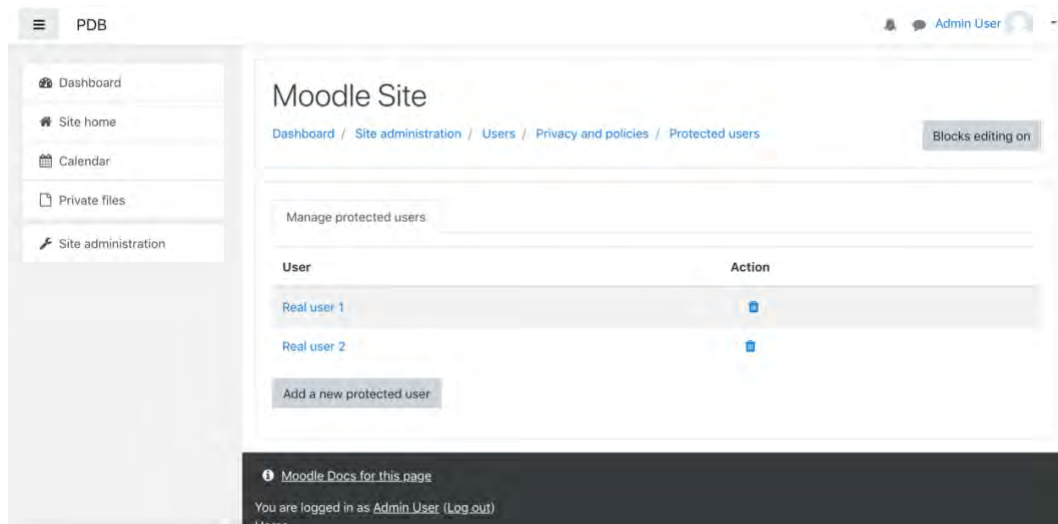 PDB
Admin User
Dashboard
Site home
Calendar
Private files
Site administration
Moodle Site
Dashboard / Site administration / Users / Privacy and policies / Protected users
Blocks editing on
Manage protected users
User Action
Real user 1
Real user 2
Add a new protected user
Moodle Docs for this page
You are logged in as Admin User (Log out)